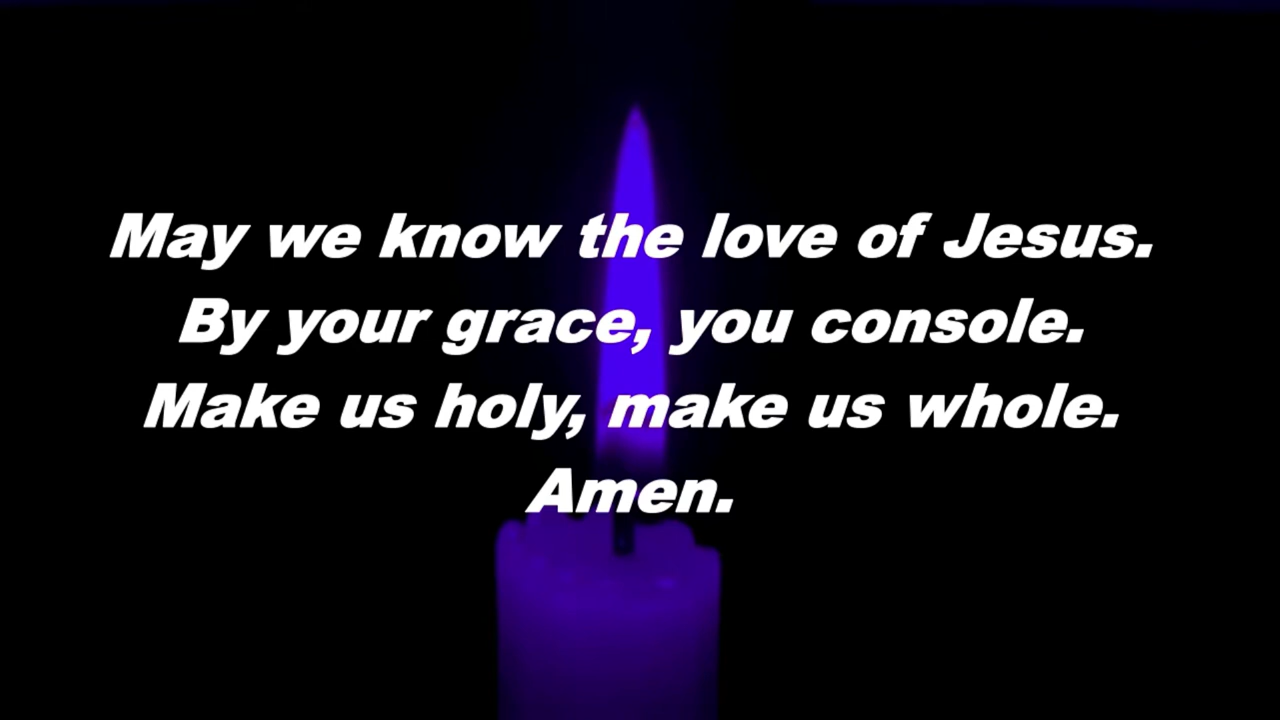 May we know the love of Jesus.
By your grace, you console.
Make us holy, make us whole.
Amen.